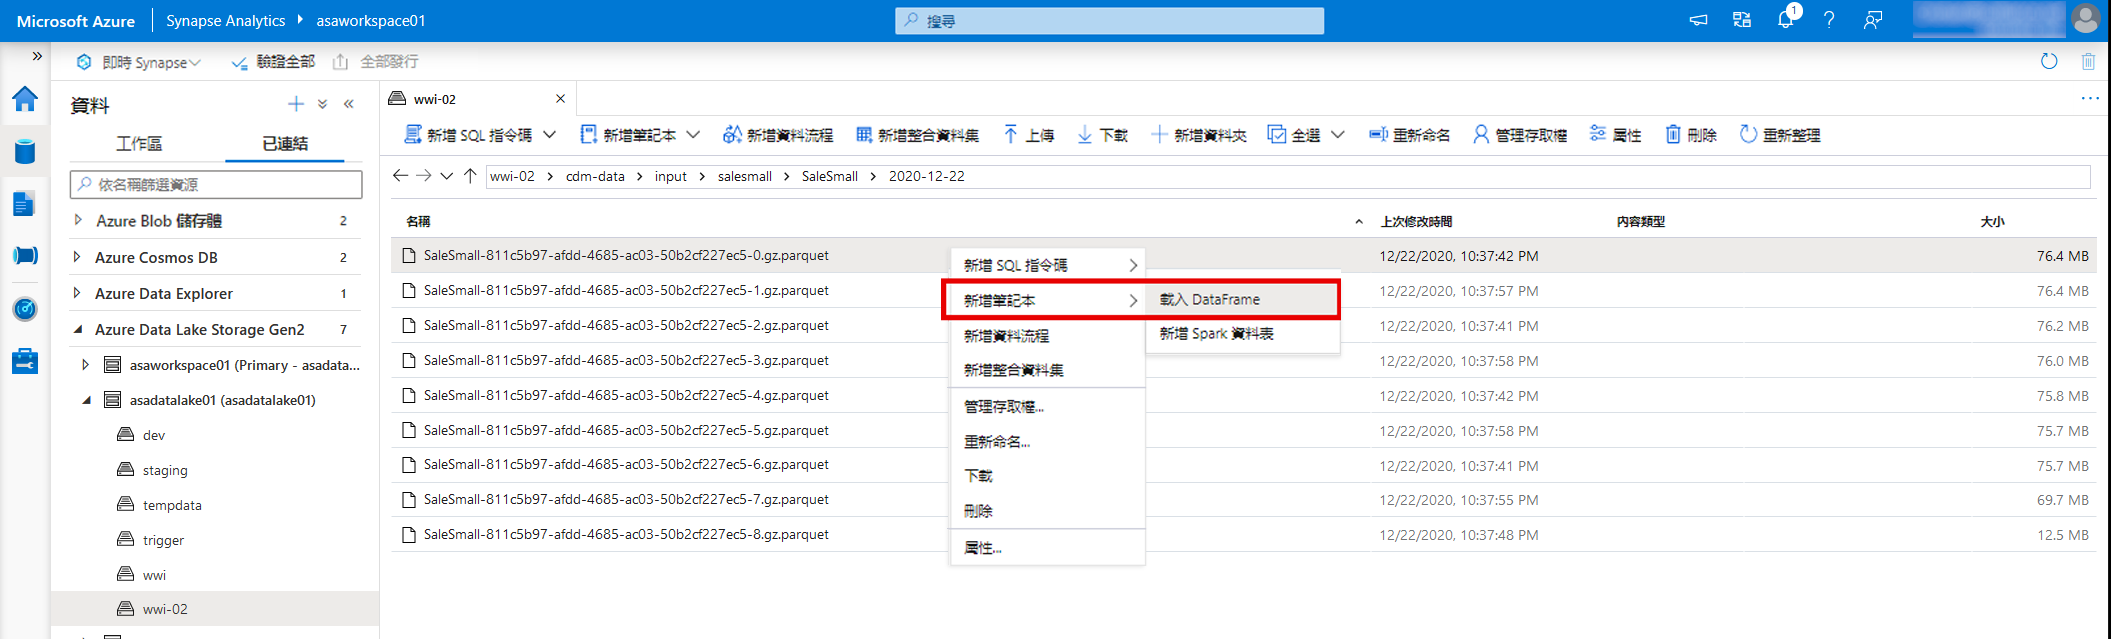 Microsoft Azure Synapse Analytics asaworkspace01 搜尋 1
即時 Synapse 驗證全部 全部發行
資料
工作區 已連結
依名稱篩選資源
Azure Blob 儲存體 2
Azure Cosmos DB 2
Azure Data Explorer 1
Azure Data Lake Storage Gen2 7
asaworkspace01 (Primary - asadata...
asadatalake01 (asadatalake01)
dev
staging
tempdata
trigger
wwi
wwi-02
wwi-02
新增 SQL 指令碼 新增筆記本 新增資料流程 新增整合資料集 上傳 下載 新增資料夾 全選 重新命名 管理存取權 屬性 刪除 重新整理
wwi-02 > cdm-data > input > salesmall > SaleSmall > 2020-12-22
名稱 上次修改時間 內容類型 大小
SaleSmall-811c5b97-afdd-4685-ac03-50b2cf227ec5-0.gz.parquet 12/22/2020, 10:37:42 PM 76.4 MB
SaleSmall-811c5b97-afdd-4685-ac03-50b2cf227ec5-1.gz.parquet 12/22/2020, 10:37:57 PM 76.4 MB
SaleSmall-811c5b97-afdd-4685-ac03-50b2cf227ec5-2.gz.parquet 12/22/2020, 10:37:41 PM 76.2 MB
SaleSmall-811c5b97-afdd-4685-ac03-50b2cf227ec5-3.gz.parquet 12/22/2020, 10:37:58 PM 76.0 MB
SaleSmall-811c5b97-afdd-4685-ac03-50b2cf227ec5-4.gz.parquet 12/22/2020, 10:37:42 PM 75.8 MB
SaleSmall-811c5b97-afdd-4685-ac03-50b2cf227ec5-5.gz.parquet 12/22/2020, 10:37:58 PM 75.7 MB
SaleSmall-811c5b97-afdd-4685-ac03-50b2cf227ec5-6.gz.parquet 12/22/2020, 10:37:41 PM 75.7 MB
SaleSmall-811c5b97-afdd-4685-ac03-50b2cf227ec5-7.gz.parquet 12/22/2020, 10:37:55 PM 69.7 MB
SaleSmall-811c5b97-afdd-4685-ac03-50b2cf227ec5-8.gz.parquet 12/22/2020, 10:37:48 PM 12.5 MB
新增 SQL 指令碼
新增筆記本
新增資料流程
新增整合資料集
管理存取權...
重新命名...
下載
刪除
屬性...
載入 DataFrame
新增 Spark 資料表